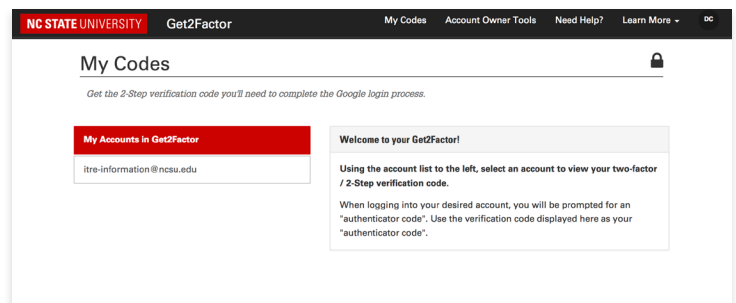 NC STATE UNIVERSITY Get2Factor My Codes Account Owner Tools Need Help? Learn More DC
My Codes
Get the 2-Step verification code you'll need to complete the Google login process.
My Accounts in Get2Factor
itre-information@ncsu.edu
Welcome to your Get2Factor!
Using the account list to the left, select an account to view your two-factor
/ 2-Step verification code.
When logging into your desired account, you will be prompted for an
"authenticator code". Use the verification code displayed here as your
"authenticator code".